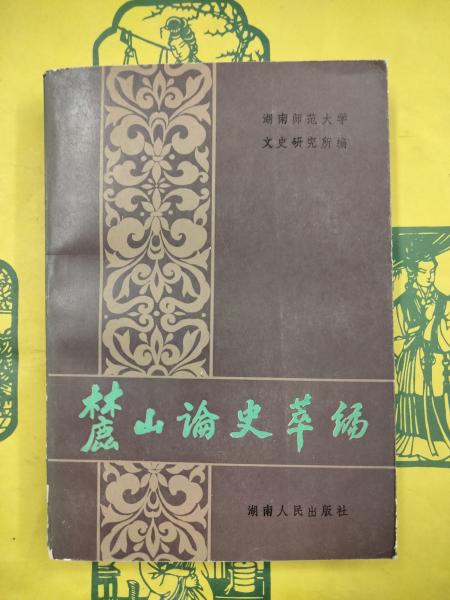 湖南师范大学
文史研究所编
麓山论史萃编
湖南人民出版社